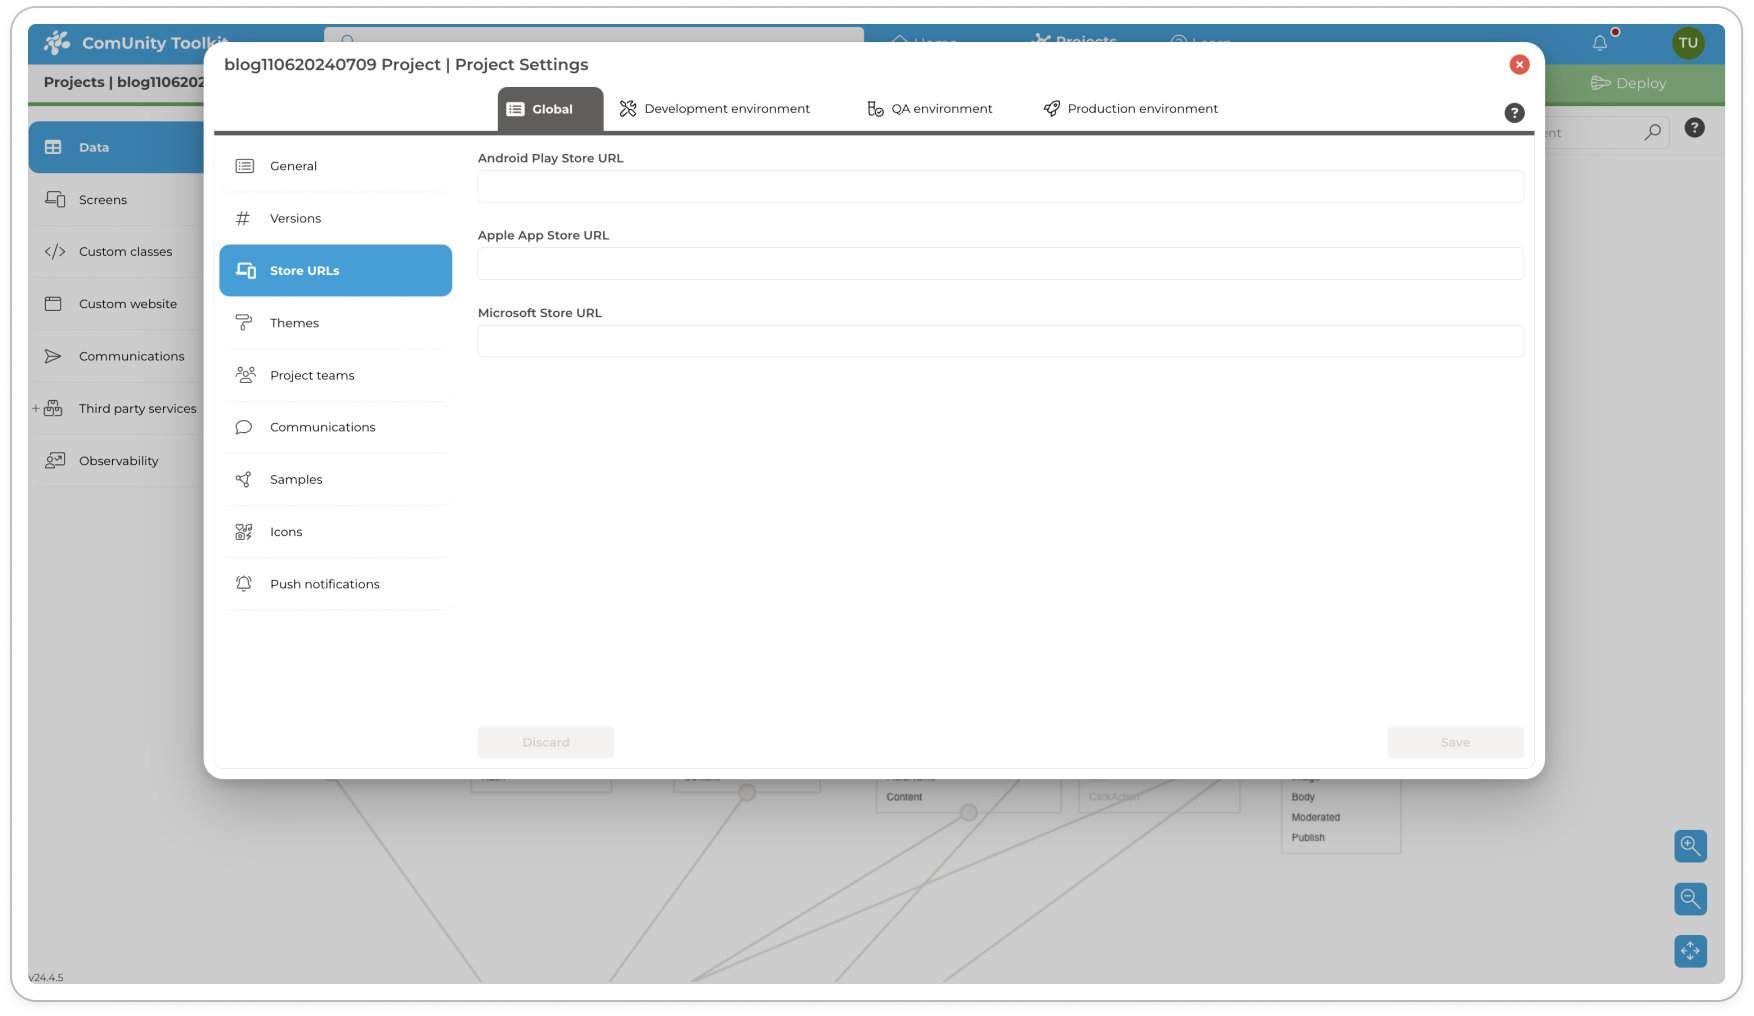 ComUnity Toolkit
Home
Projects
Learn
TU
blog110620240709 Project | Project Settings
Projects | blog1106202
Deploy
Global
Development environment
QA environment
Production environment
?
?
Data
Screens
Custom classes
Custom website
Communications
+
Third party services
Observability
General
# Versions
Store URLs
Themes
Project teams
Communications
Samples
Icons
Push notifications
Android Play Store URL
Apple App Store URL
Microsoft Store URL
Discard
Save
Content
ClickAction
Body
Moderated
Publish
v24.4.5